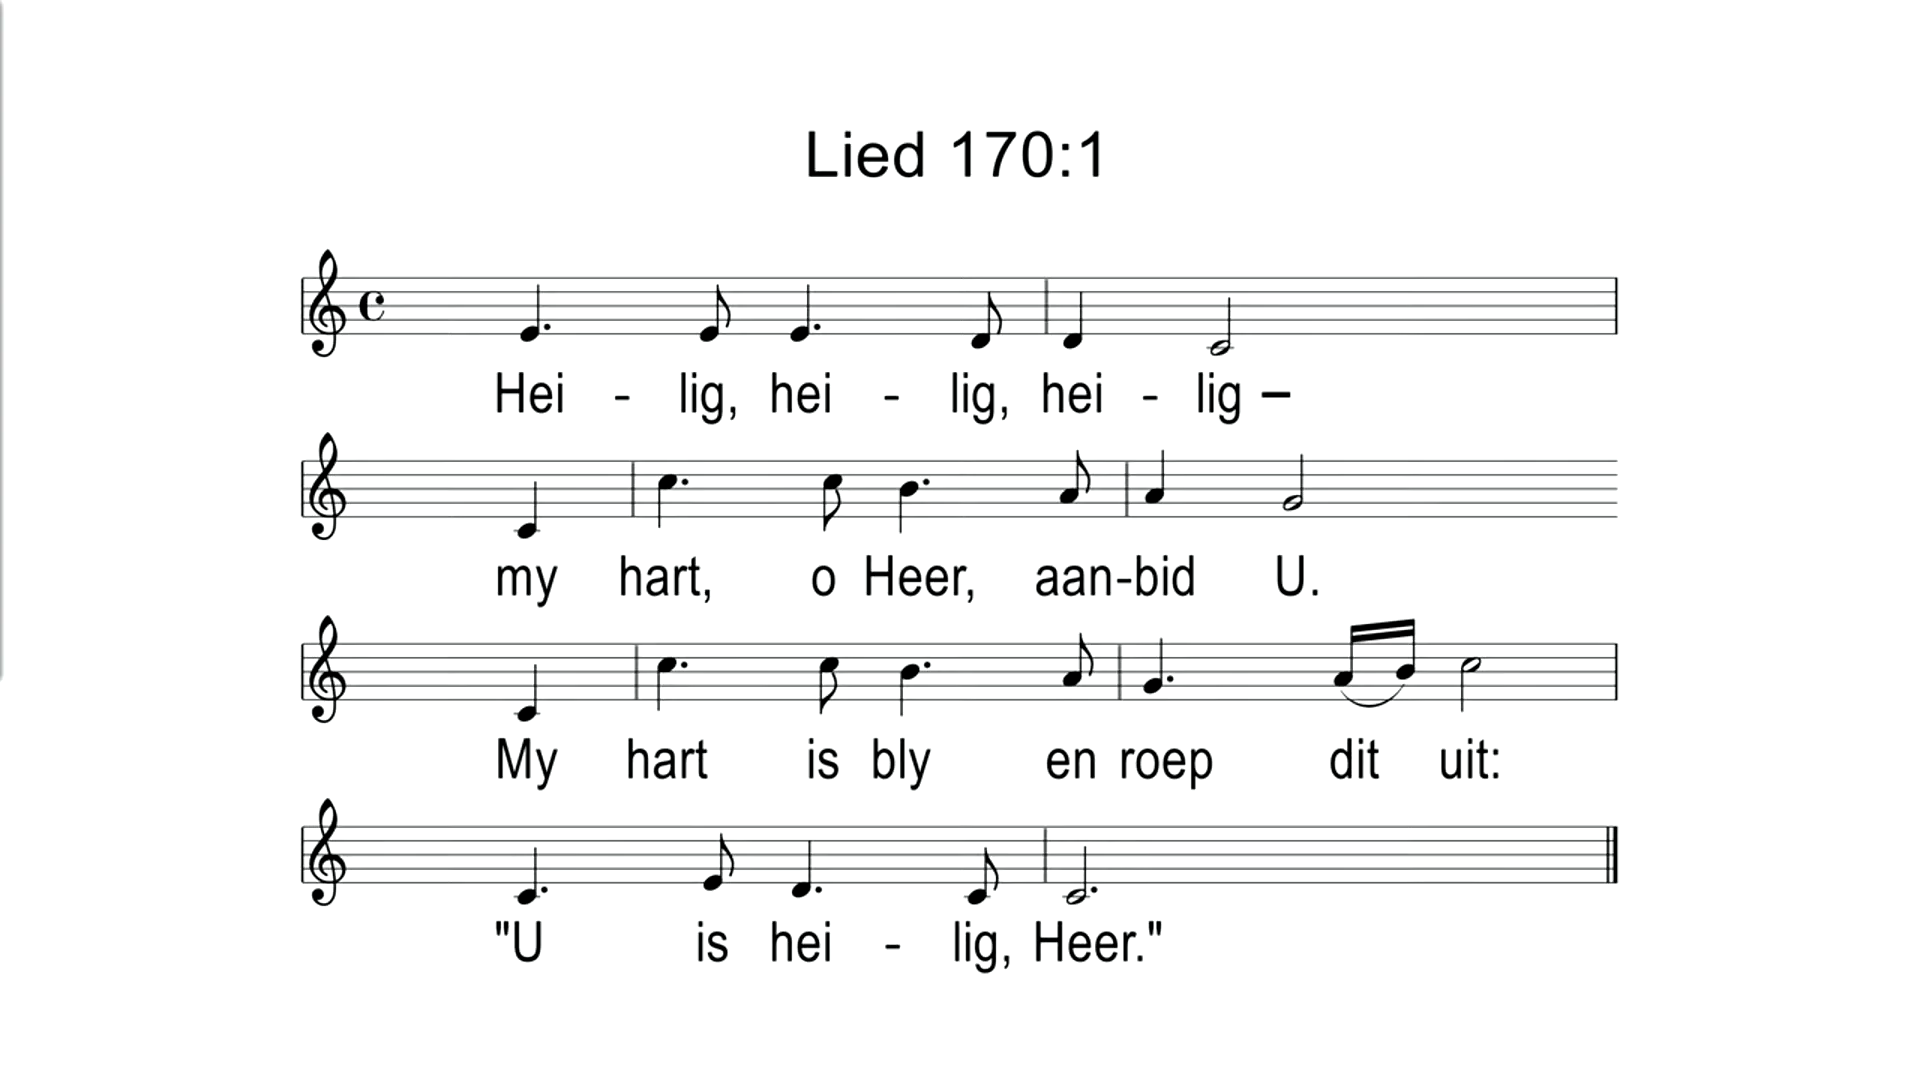 Lied 170:1
Hei - lig, hei - lig, hei - lig –
my hart, o Heer, aan-bid U.
My hart is bly en roep dit uit:
"U is hei - lig, Heer."